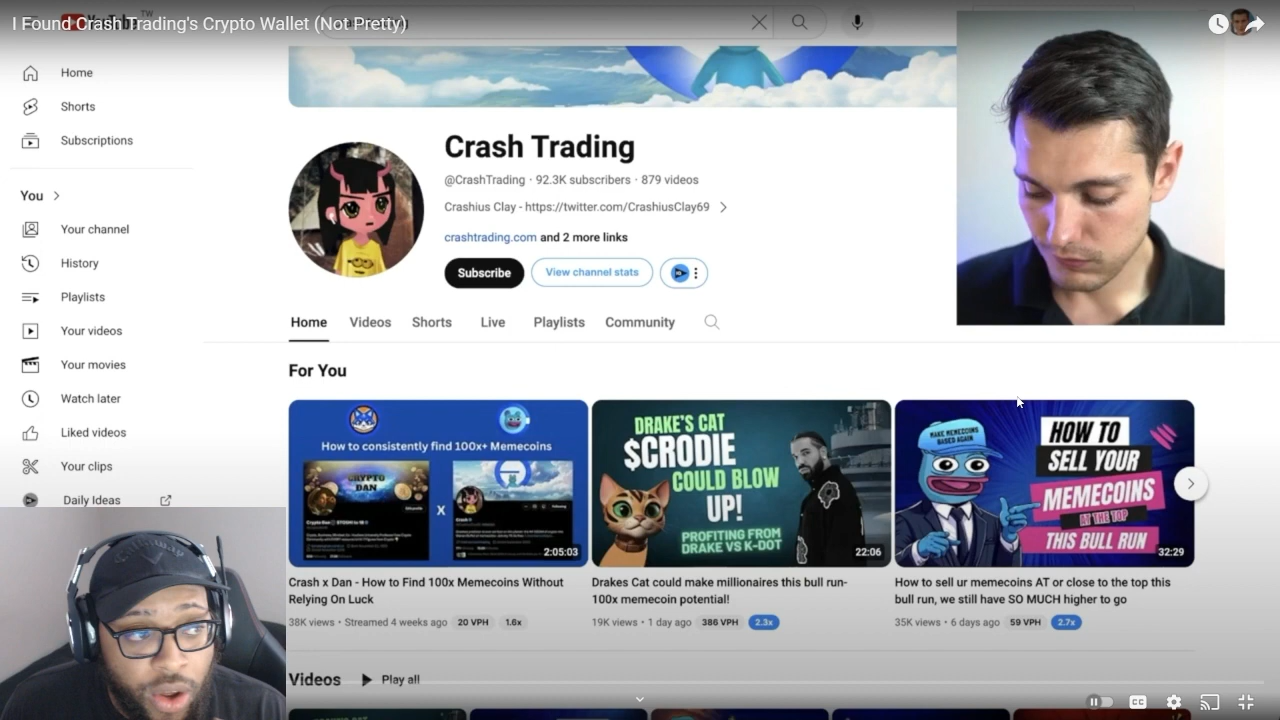 I Found Crash Trading's Crypto Wallet (Not Pretty)
TW
Home
Shorts
Subscriptions
You
Your channel
History
Playlists
Your videos
Your movies
Watch later
Liked videos
Your clips
Daily Ideas
Crash Trading
@CrashTrading · 92.3K subscribers · 879 videos
Crashius Clay - https://twitter.com/CrashiusClay69
crashtrading.com and 2 more links
Subscribe
View channel stats
Home
Videos
Shorts
Live
Playlists
Community
For You
How to consistently find 100x+ Memecoins
CRYPTO
DAN
X
2:05:03
Crash x Dan - How to Find 100x Memecoins Without
Relying On Luck
38K views · Streamed 4 weeks ago 20 VPH 1.6x
DRAKE'S CAT
$CRODIE
COULD BLOW
UP!
PROFITING FROM
DRAKE VS K-DOT
22:06
Drakes Cat could make millionaires this bull run-
100x memecoin potential!
19K views · 1 day ago 386 VPH 2.3x
MAKE MEMECOINS
BASED AGAIN
HOW TO
SELL YOUR
MEMECOINS
AT THE TOP
THIS BULL RUN
32:29
How to sell ur memecoins AT or close to the top this
bull run, we still have SO MUCH higher to go
35K views · 6 days ago 59 VPH 2.7x
Videos
Play all
CC